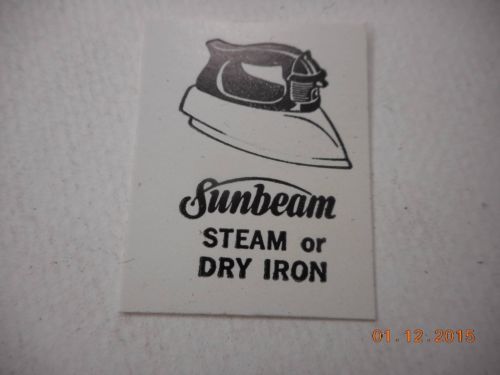 Sunbeam
STEAM or
DRY IRON
01.12.2015